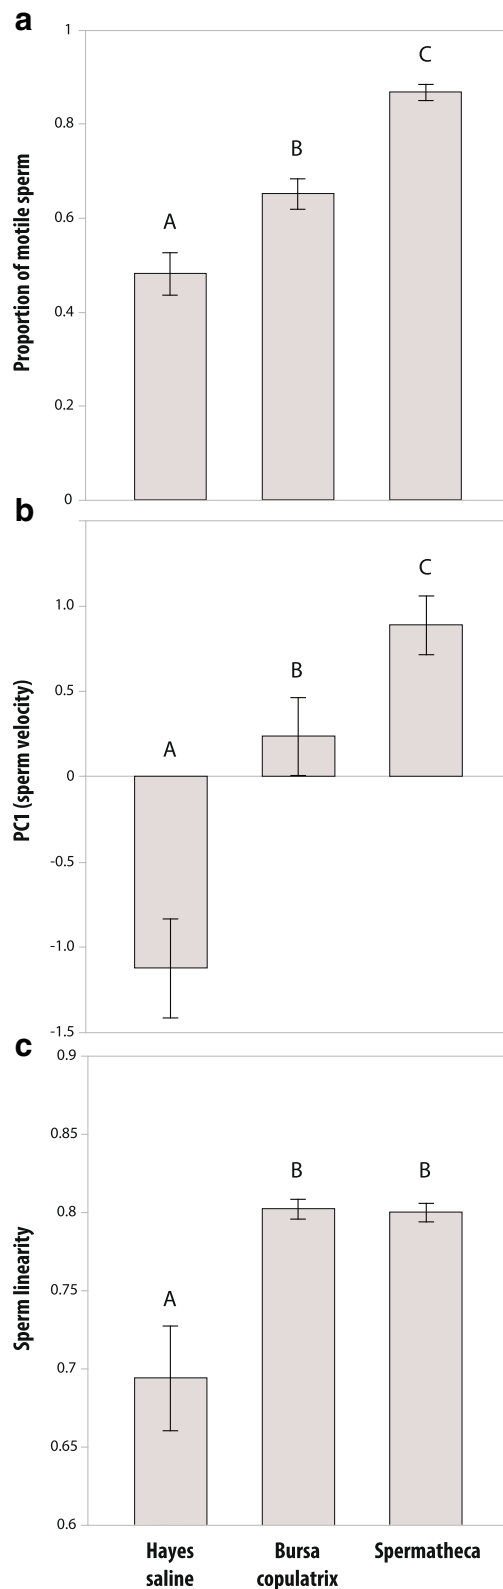 a
1
C
0.8
B
Proportion of motile sperm
A
0.6
0.4
0.2
0
b
C
1.0
B
0.5
PC1 (sperm velocity)
A
0
-0.5
-1.0
-1.5
c
0.9
0.85
B B
0.8
Sperm linearity
0.75
A
0.7
0.65
0.6
Hayes saline
Bursa copulatrix
Spermatheca